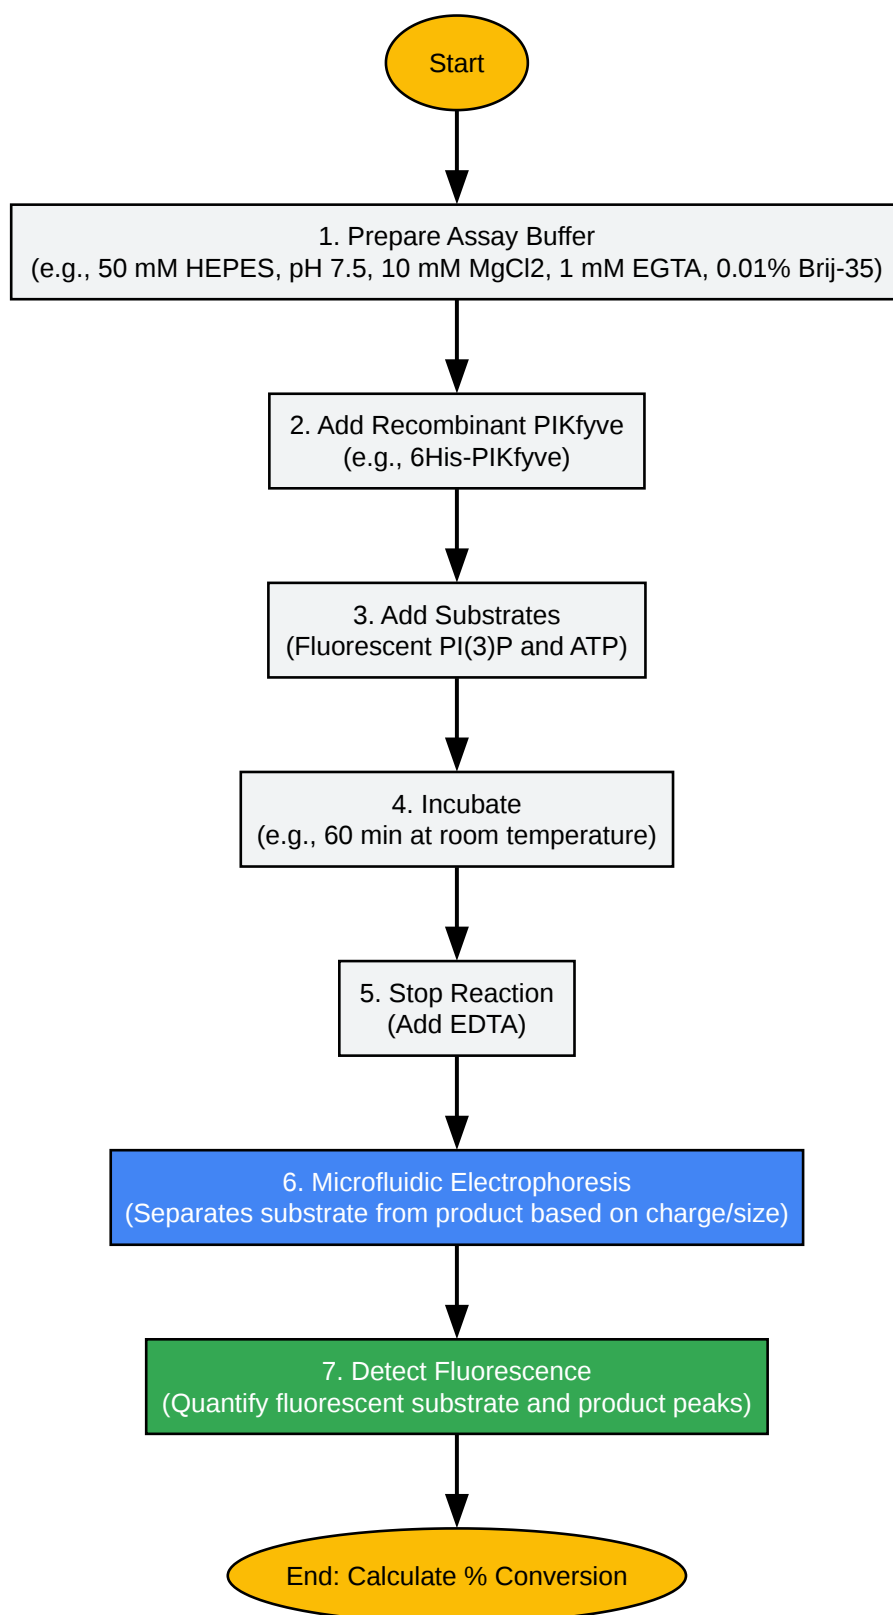 Start
1. Prepare Assay Buffer
(e.g., 50 mM HEPES, pH 7.5, 10 mM MgCl2, 1 mM EGTA, 0.01% Brij-35)
2. Add Recombinant PIKfyve
(e.g., 6His-PIKfyve)
3. Add Substrates
(Fluorescent PI(3)P and ATP)
4. Incubate
(e.g., 60 min at room temperature)
5. Stop Reaction
(Add EDTA)
6. Microfluidic Electrophoresis
(Separates substrate from product based on charge/size)
7. Detect Fluorescence
(Quantify fluorescent substrate and product peaks)
End: Calculate % Conversion